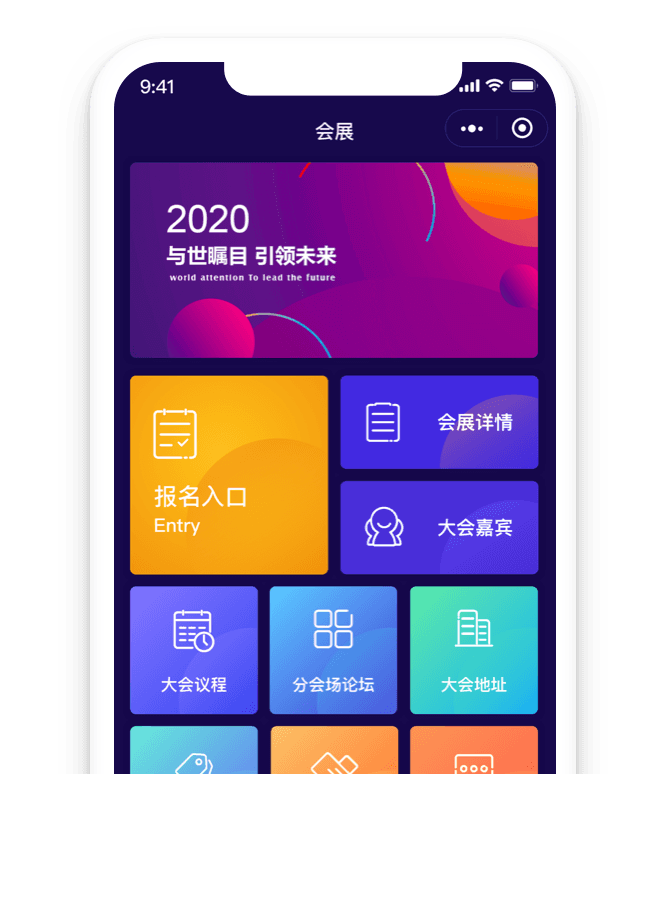 9:41
会展
2020
与世瞩目 引领未来
world attention To lead the future
报名入口
Entry
会展详情
大会嘉宾
大会议程
分会场论坛
大会地址